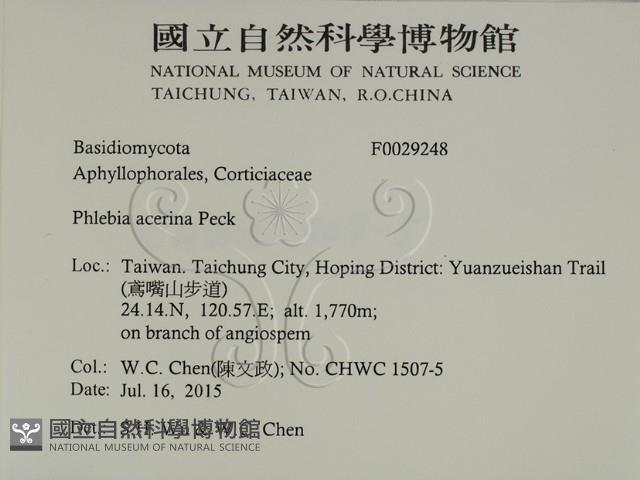 國立自然科學博物館
NATIONAL MUSEUM OF NATURAL SCIENCE
TAICHUNG, TAIWAN, R.O.CHINA
Basidiomycota F0029248
Aphyllophorales, Corticiaceae
Phlebia acerina Peck
Loc.: Taiwan. Taichung City, Hoping District: Yuanzueishan Trail
(鳶嘴山步道)
24.14.N, 120.57.E; alt. 1,770m;
on branch of angiospem
Col.: W.C. Chen(陳文政); No. CHWC 1507-5
Date: Jul. 16, 2015
Det.: S.H. Wu & W.C. Chen
國立自然科學博物館
NATIONAL MUSEUM OF NATURAL SCIENCE